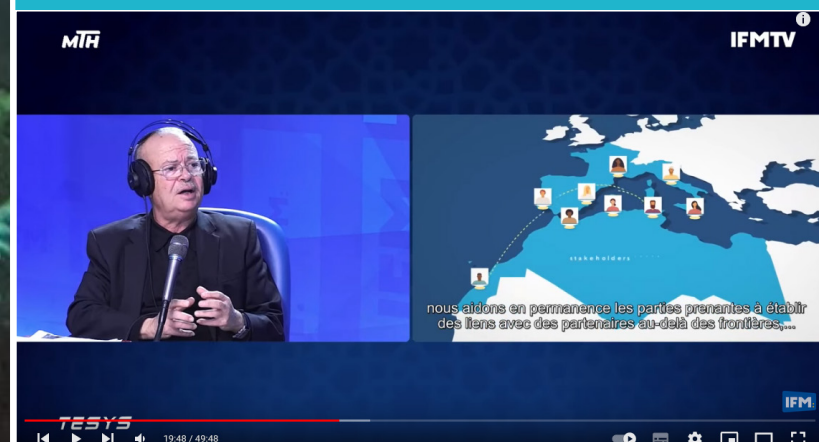 MTH
IFMTV
stakeholders
nous aidons en permanence les parties prenantes à établir
des liens avec des partenaires au-delà des frontières,...
IFM
TESYS
19:48 / 49:48